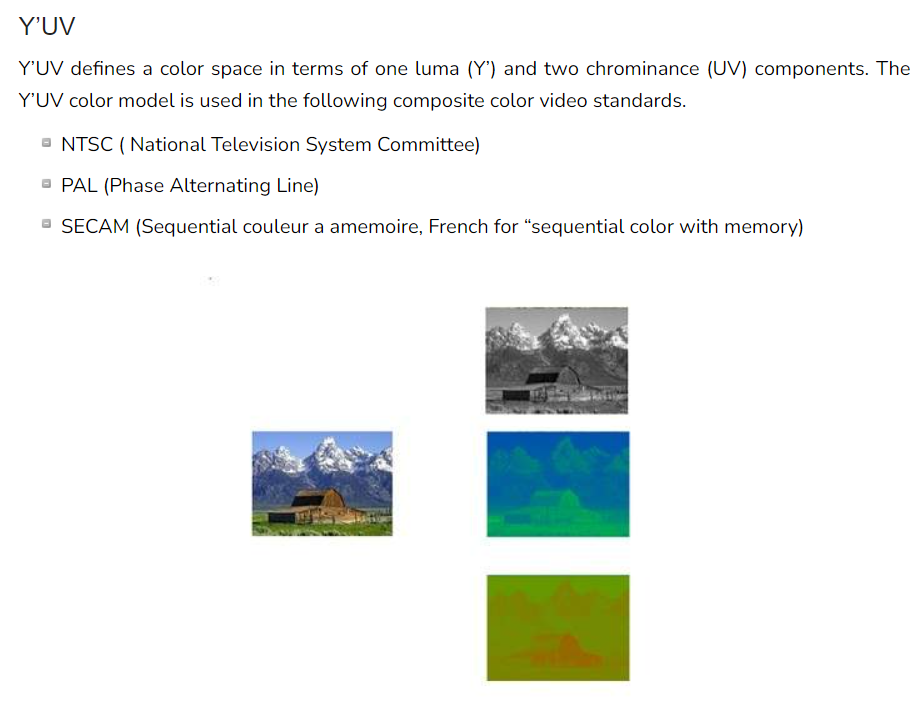 Y’UV
Y’UV defines a color space in terms of one luma (Y’) and two chrominance (UV) components. The
Y’UV color model is used in the following composite color video standards.
NTSC ( National Television System Committee)
PAL (Phase Alternating Line)
SECAM (Sequential couleur a amemoire, French for “sequential color with memory)